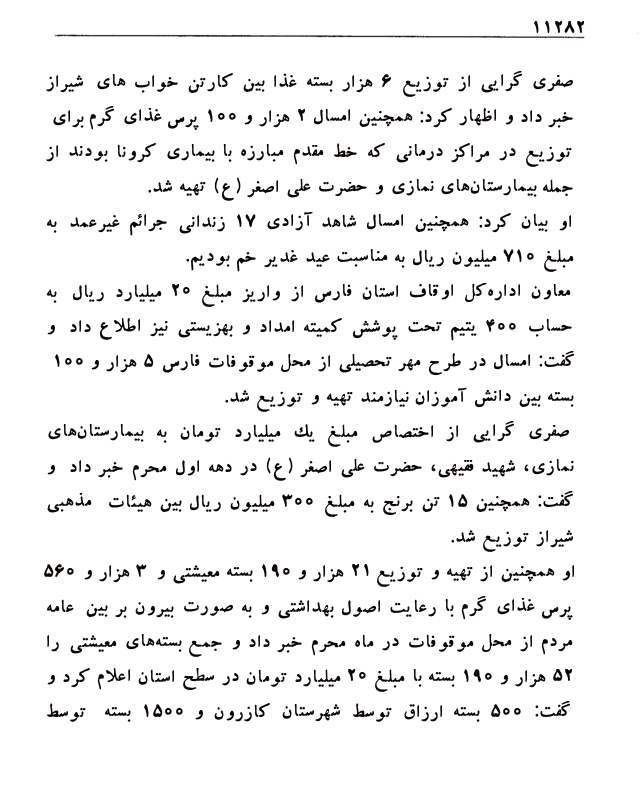 ۱۱۲۸۲
صفری گرایی از توزیع ۶ هزار بسته غذا بین کارتن خواب های شیراز
خبر داد و اظهار کرد: همچنین امسال ۲ هزار و ۱۰۰ پرس غذای گرم برای
توزیع در مراکز درمانی که خط مقدم مبارزه با بیماری کرونا بودند از
جمله بیمارستان‌های نمازی و حضرت علی اصغر (ع) تهیه شد.
او بیان کرد: همچنین امسال شاهد آزادی ۱۷ زندانی جرائم غیرعمد به
مبلغ ۷۱۰ میلیون ریال به مناسبت عید غدیر خم بودیم.
معاون اداره‌کل اوقاف استان فارس از واریز مبلغ ۲۰ میلیارد ریال به
حساب ۴۰۰ یتیم تحت پوشش کمیته امداد و بهزیستی نیز اطلاع داد و
گفت: امسال در طرح مهر تحصیلی از محل موقوفات فارس ۵ هزار و ۱۰۰
بسته بین دانش آموزان نیازمند تهیه و توزیع شد.
صفری گرایی از اختصاص مبلغ یك میلیارد تومان به بیمارستان‌های
نمازی، شهید فقیهی، حضرت علی اصغر (ع) در دهه اول محرم خبر داد و
گفت: همچنین ۱۵ تن برنج به مبلغ ۳۰۰ میلیون ریال بین هیئات مذهبی
شیراز توزیع شد.
او همچنین از تهیه و توزیع ۲۱ هزار و ۱۹۰ بسته معیشتی و ۳ هزار و ۵۶۰
پرس غذای گرم با رعایت اصول بهداشتی و به صورت بیرون بر بین عامه
مردم از محل موقوفات در ماه محرم خبر داد و جمع بسته‌های معیشتی را
۵۲ هزار و ۱۹۰ بسته با مبلغ ۲۰ میلیارد تومان در سطح استان اعلام کرد و
گفت: ۵۰۰ بسته ارزاق توسط شهرستان کازرون و ۱۵۰۰ بسته توسط